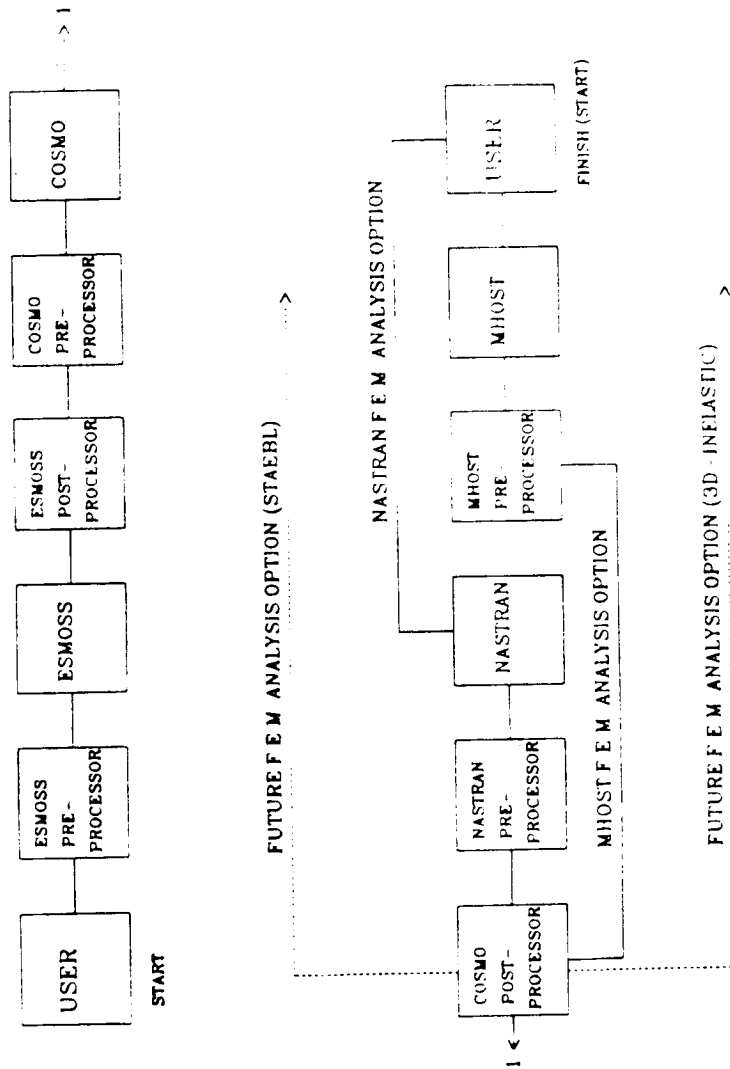 USER
START
ESMOSS
PRE-
PROCESSOR
ESMOSS
ESMOSS
POST-
PROCESSOR
COSMO
PRE-
PROCESSOR
COSMO
1
FUTURE F E M ANALYSIS OPTION (STAEBL)
1
COSMO
POST-
PROCESSOR
NASTRAN
PRE-
PROCESSOR
NASTRAN
NASTRAN F E M ANALYSIS OPTION
MHOST
PRE-
PROCESSOR
MHOST
USER
FINISH (START)
MHOST F E M ANALYSIS OPTION
FUTURE F E M ANALYSIS OPTION (3D - INELASTIC)